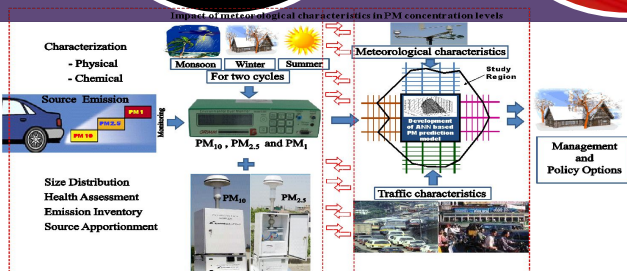 Impact of meteorological characteristics in PM concentration levels
Characterization
- Physical
- Chemical
Source Emission
PM 1
PM 2.5
PM 10
Monitoring
Size Distribution
Health Assessment
Emission Inventory
Source Apportionment
Monsoon
Winter
Summer
For two cycles
PM10 , PM2.5 and PM1
PM10
PM2.5
Meteorological characteristics
Study
Region
Development
of ANN based
PM prediction
model
Traffic characteristics
Management
and
Policy Options